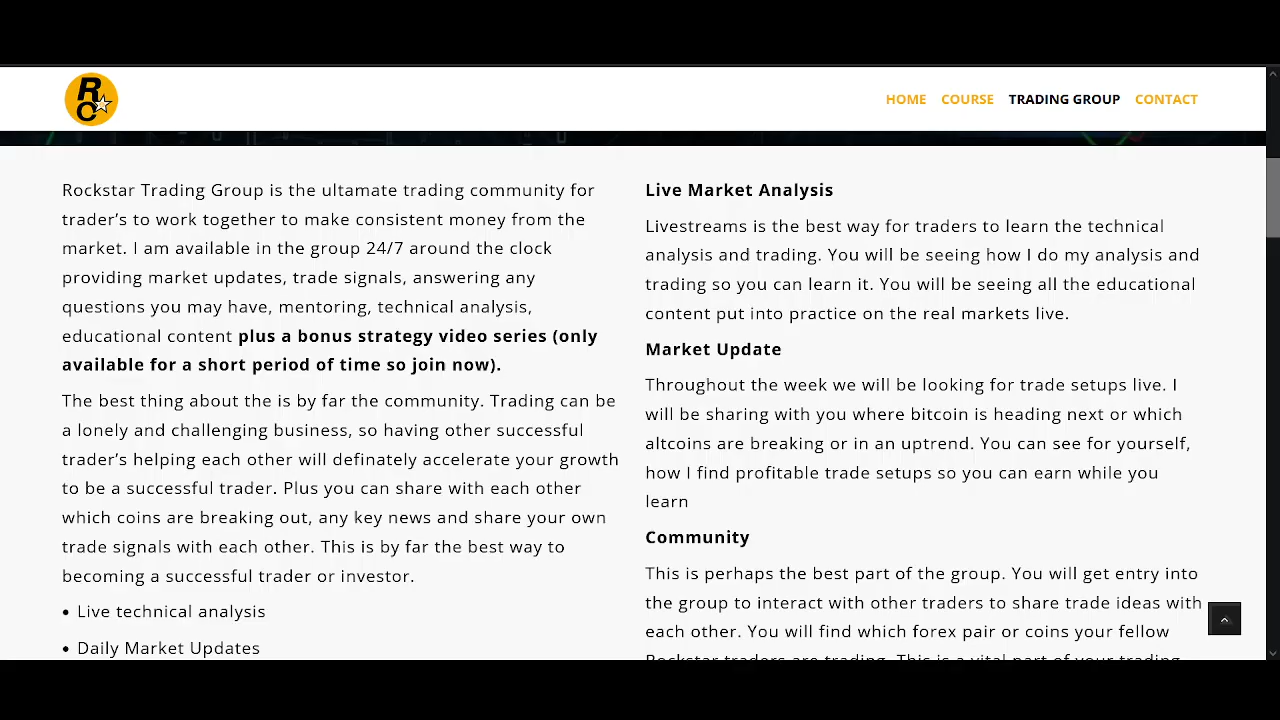 R
C
HOME COURSE TRADING GROUP CONTACT
Rockstar Trading Group is the ultamate trading community for
trader’s to work together to make consistent money from the
market. I am available in the group 24/7 around the clock
providing market updates, trade signals, answering any
questions you may have, mentoring, technical analysis,
educational content plus a bonus strategy video series (only
available for a short period of time so join now).
The best thing about the is by far the community. Trading can be
a lonely and challenging business, so having other successful
trader’s helping each other will definately accelerate your growth
to be a successful trader. Plus you can share with each other
which coins are breaking out, any key news and share your own
trade signals with each other. This is by far the best way to
becoming a successful trader or investor.
• Live technical analysis
• Daily Market Updates
Live Market Analysis
Livestreams is the best way for traders to learn the technical
analysis and trading. You will be seeing how I do my analysis and
trading so you can learn it. You will be seeing all the educational
content put into practice on the real markets live.
Market Update
Throughout the week we will be looking for trade setups live. I
will be sharing with you where bitcoin is heading next or which
altcoins are breaking or in an uptrend. You can see for yourself,
how I find profitable trade setups so you can earn while you
learn
Community
This is perhaps the best part of the group. You will get entry into
the group to interact with other traders to share trade ideas with
each other. You will find which forex pair or coins your fellow
Rockstar traders are trading. This is a vital part of your trading